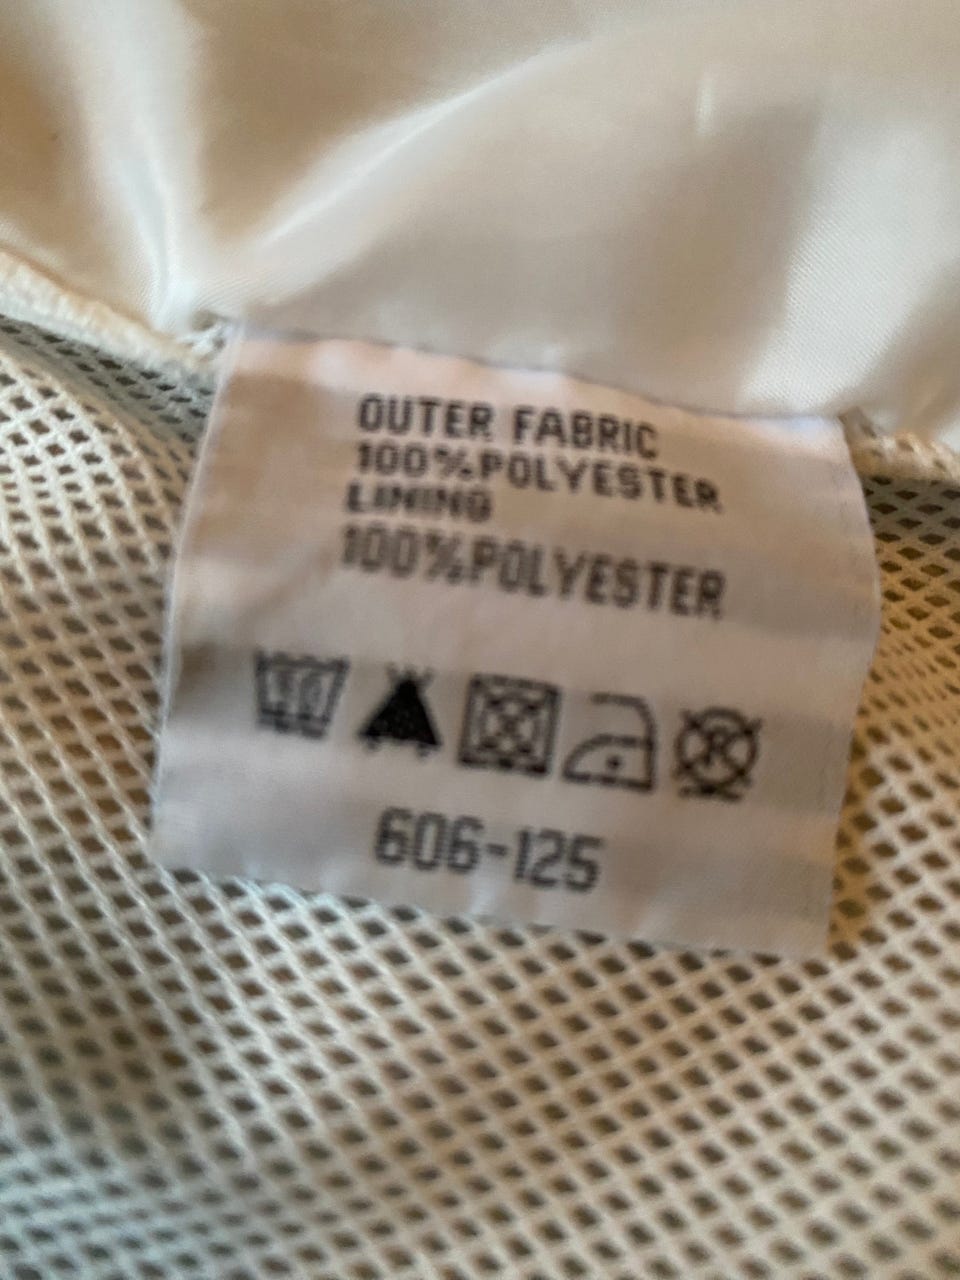 OUTER FABRIC
100%POLYESTER
LINING
100%POLYESTER
606-125